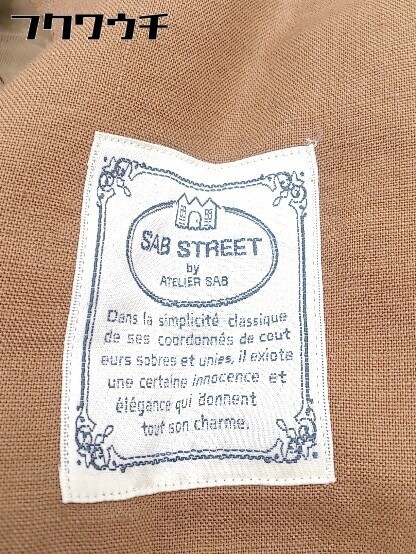 フクワウチ
SAB STREET
by
ATELIER SAB
Dans la simplicité classique
de ses coordonnés de cout
eurs sobres et unies, il exiote
une certaine innocence et
élégance qui donnent
tout son charme.